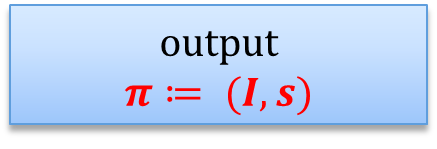 output
π ≔ (I, s)